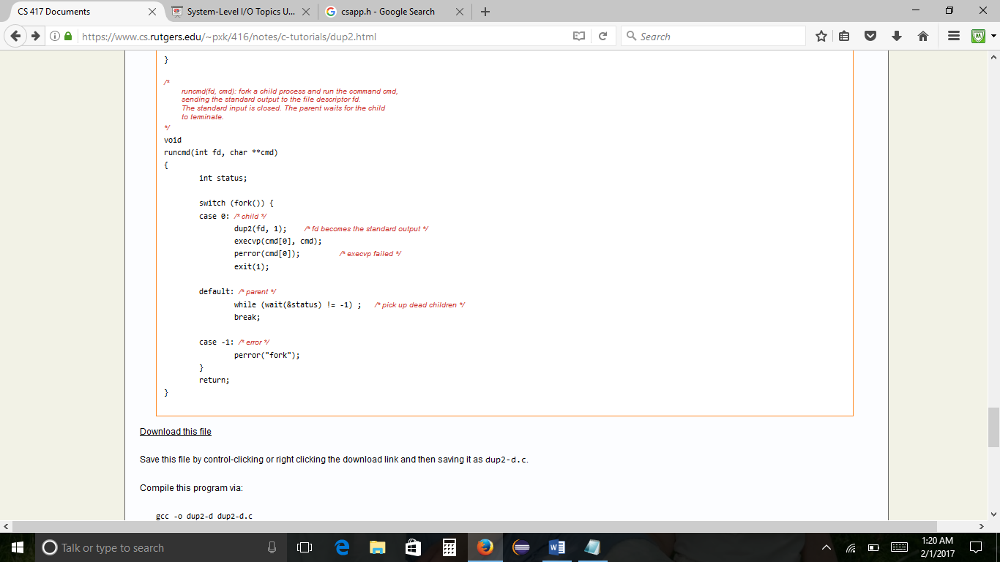 CS 417 Documents
System-Level I/O Topics U...
csapp.h - Google Search
https://www.cs.rutgers.edu/~pxk/416/notes/c-tutorials/dup2.html
Search
}
/*
runcmd(fd, cmd): fork a child process and run the command cmd,
sending the standard output to the file descriptor fd.
The standard input is closed. The parent waits for the child
to terminate.
*/
void
runcmd(int fd, char **cmd)
{
int status;
switch (fork()) {
case 0: /* child */
dup2(fd, 1); /* fd becomes the standard output */
execvp(cmd[0], cmd);
perror(cmd[0]); /* execvp failed */
exit(1);
default: /* parent */
while (wait(&status) != -1) ; /* pick up dead children */
break;
case -1: /* error */
perror("fork");
}
return;
}
Download this file
Save this file by control-clicking or right clicking the download link and then saving it as dup2-d.c.
Compile this program via:
gcc -o dup2-d dup2-d.c
Talk or type to search
1:20 AM
2/1/2017